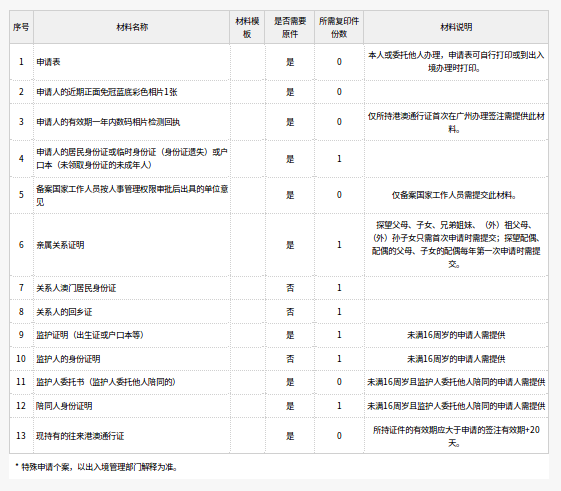 序号 材料名称 材料模板 是否需要原件 所需复印件份数 材料说明
1 申请表 是 0 本人或委托他人办理，申请表可自行打印或到出入境办理时打印。
2 申请人的近期正面免冠蓝底彩色相片1张 是 0
3 申请人的有效期一年内数码相片检测回执 是 0 仅所持港澳通行证首次在广州办理签注需提供此材料。
4 申请人的居民身份证或临时身份证（身份证遗失）或户口本（未领取身份证的未成年人） 是 1
5 备案国家工作人员按人事管理权限审批后出具的单位意见 是 0 仅备案国家工作人员需提交此材料。
6 亲属关系证明 是 1 探望父母、子女、兄弟姐妹、（外）祖父母、（外）孙子女只需首次申请时需提交；探望配偶、配偶的父母、子女的配偶每年第一次申请时需提交。
7 关系人澳门居民身份证 否 1
8 关系人的回乡证 否 1
9 监护证明（出生证或户口本等） 是 1 未满16周岁的申请人需提供
10 监护人的身份证明 否 1 未满16周岁的申请人需提供
11 监护人委托书（监护人委托他人陪同的） 是 0 未满16周岁且监护人委托他人陪同的申请人需提供
12 陪同人身份证明 是 1 未满16周岁且监护人委托他人陪同的申请人需提供
13 现持有的往来港澳通行证 是 0 所持证件的有效期应大于申请的签注有效期+20天。
* 特殊申请个案，以出入境管理部门解释为准。